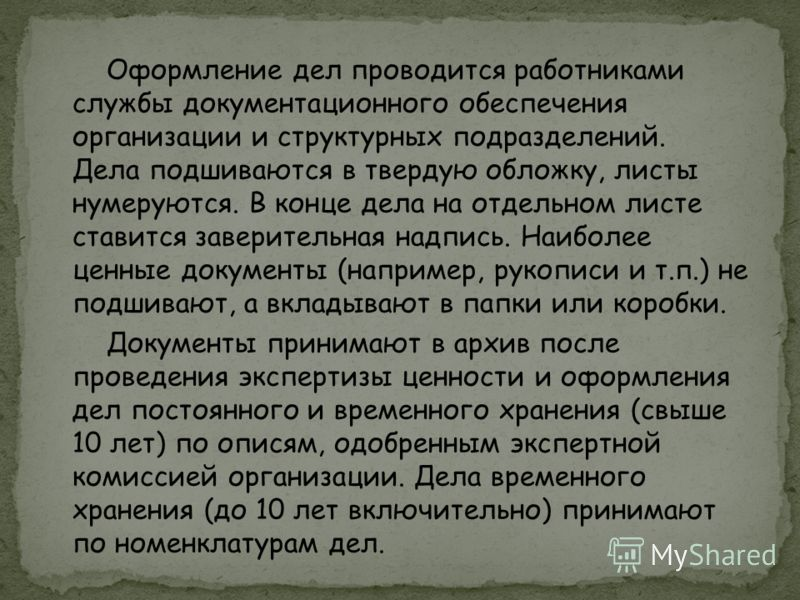 Оформление дел проводится работниками
службы документационного обеспечения
организации и структурных подразделений.
Дела подшиваются в твердую обложку, листы
нумеруются. В конце дела на отдельном листе
ставится заверительная надпись. Наиболее
ценные документы (например, рукописи и т.п.) не
подшивают, а вкладывают в папки или коробки.
Документы принимают в архив после
проведения экспертизы ценности и оформления
дел постоянного и временного хранения (свыше
10 лет) по описям, одобренным экспертной
комиссией организации. Дела временного
хранения (до 10 лет включительно) принимают
по номенклатурам дел.
MyShared